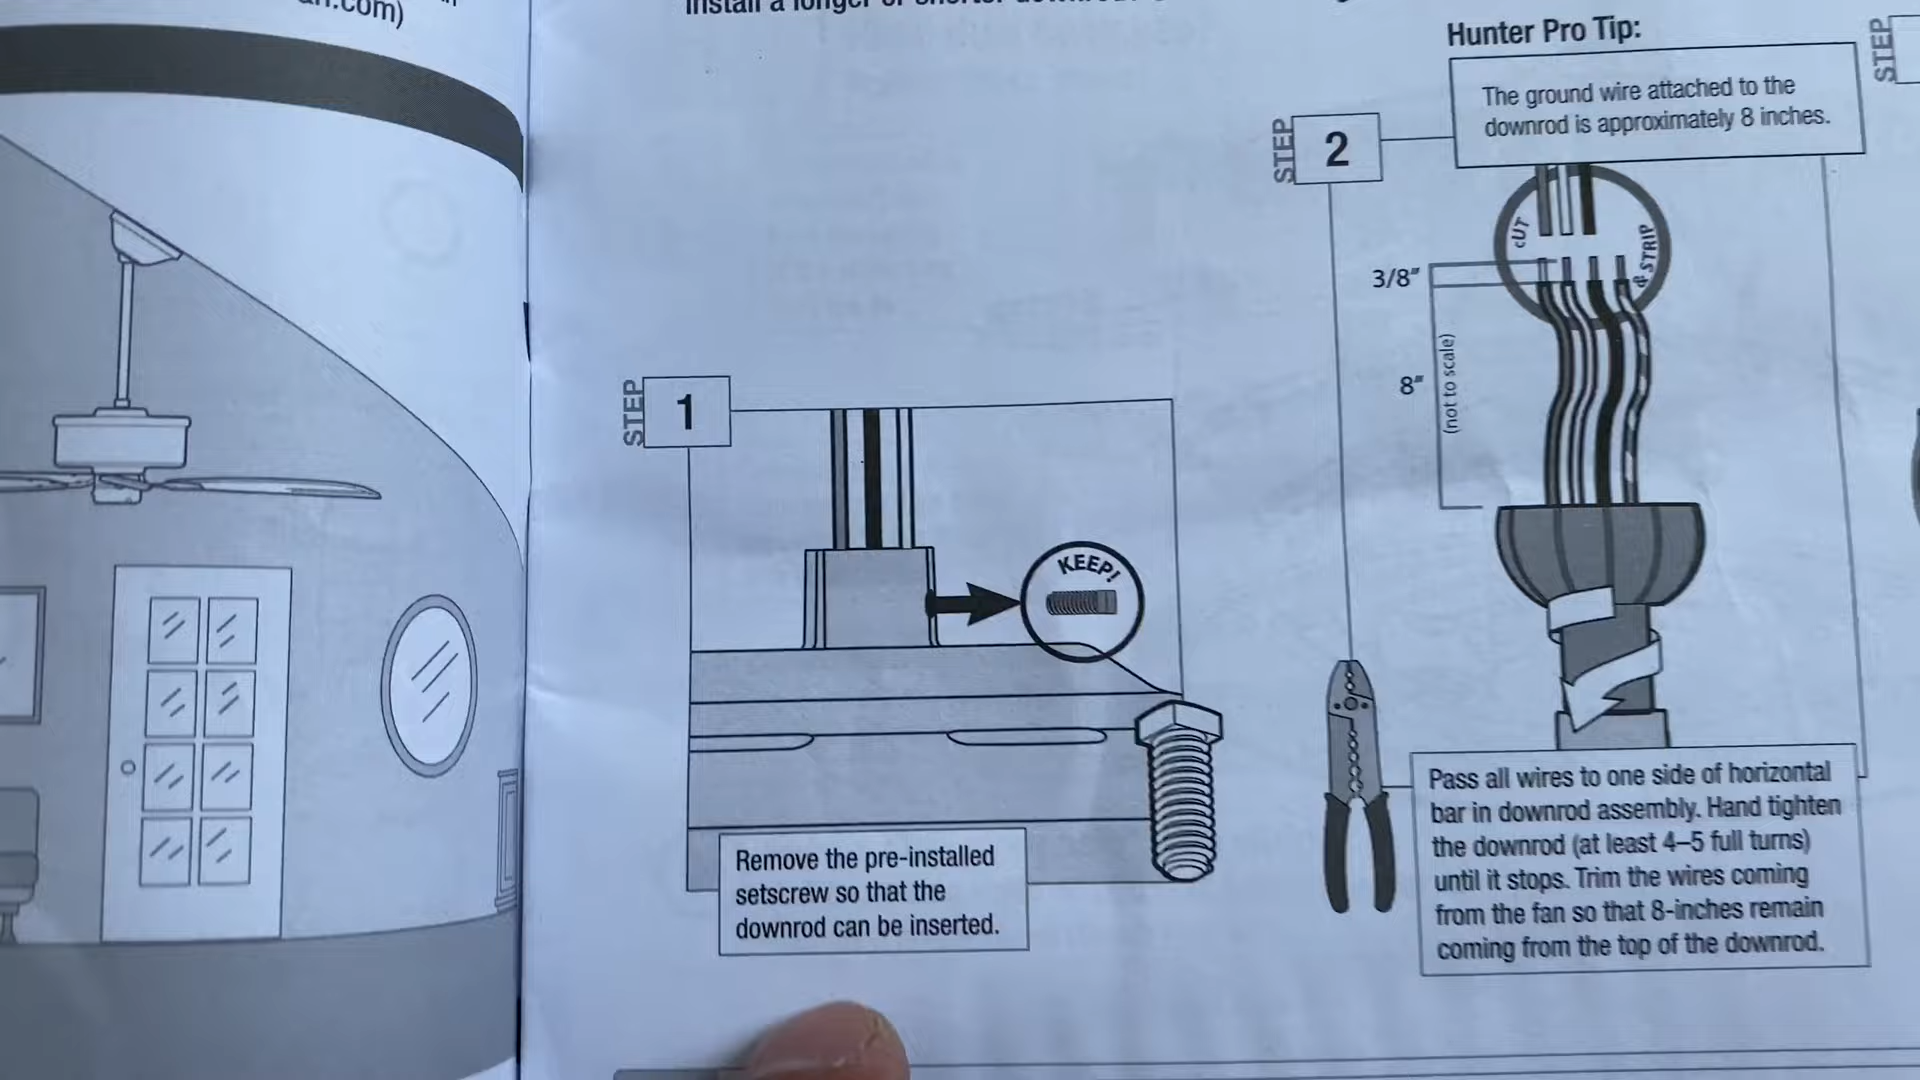 .com)
install a longer or shorter
STEP
1
KEEP!
Remove the pre-installed
setscrew so that the
downrod can be inserted.
Hunter Pro Tip:
The ground wire attached to the
downrod is approximately 8 inches.
STEP
2
CUT
& STRIP
3/8"
8"
(not to scale)
Pass all wires to one side of horizontal
bar in downrod assembly. Hand tighten
the downrod (at least 4–5 full turns)
until it stops. Trim the wires coming
from the fan so that 8-inches remain
coming from the top of the downrod.
STEP